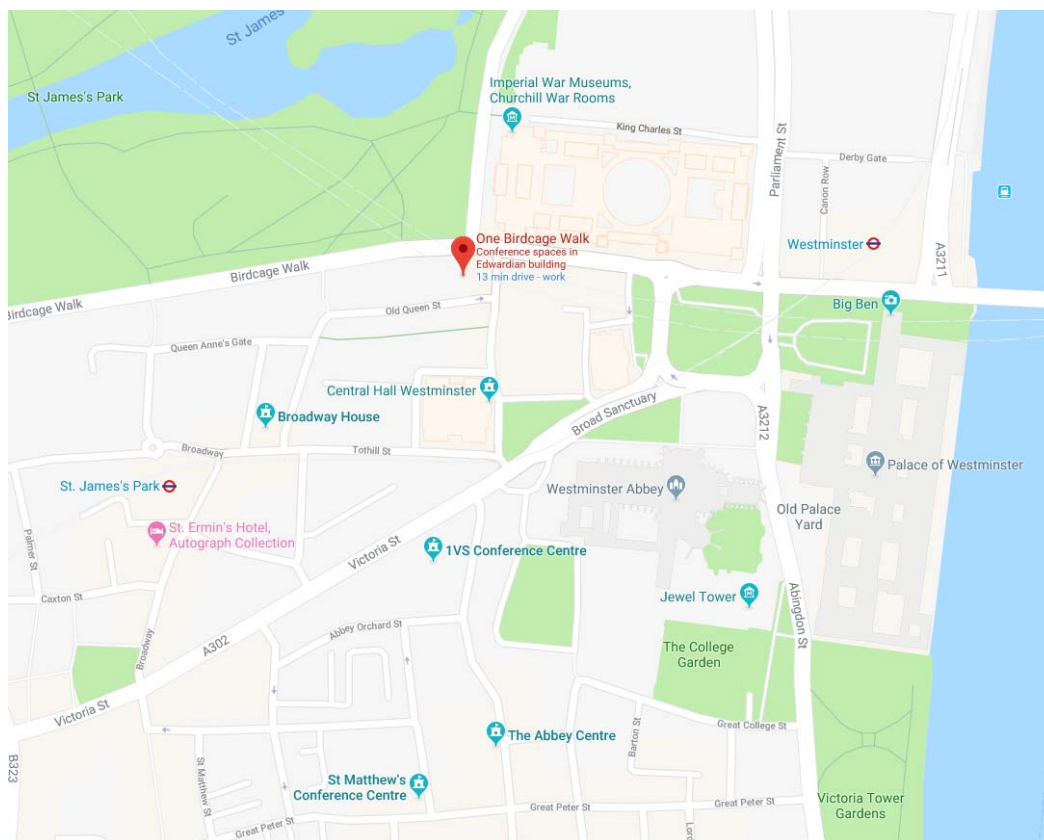 St James's
St James's Park
Imperial War Museums,
Churchill War Rooms
King Charles St
Parliament St
Derby Gate
Canon Row
Westminster
A3211
One Birdcage Walk
Conference spaces in
Edwardian building
13 min drive - work
Birdcage Walk
Birdcage Walk
Big Ben
Old Queen St
Queen Anne's Gate
Central Hall Westminster
Broad Sanctuary
A3212
Broadway House
Broadway
Tothill St
Palace of Westminster
St. James's Park
Westminster Abbey
Old Palace
Yard
St. Ermin's Hotel,
Autograph Collection
Palmer St
Victoria St
1VS Conference Centre
Jewel Tower
Abingdon St
Caxton St
Broadway
A302
Abbey Orchard St
The College
Garden
Victoria St
Great College St
Barton St
The Abbey Centre
B323
St Matthew St
St Matthew's
Conference Centre
Great Peter St
Great Peter St
Great Peter St
Victoria Tower
Gardens
Lord